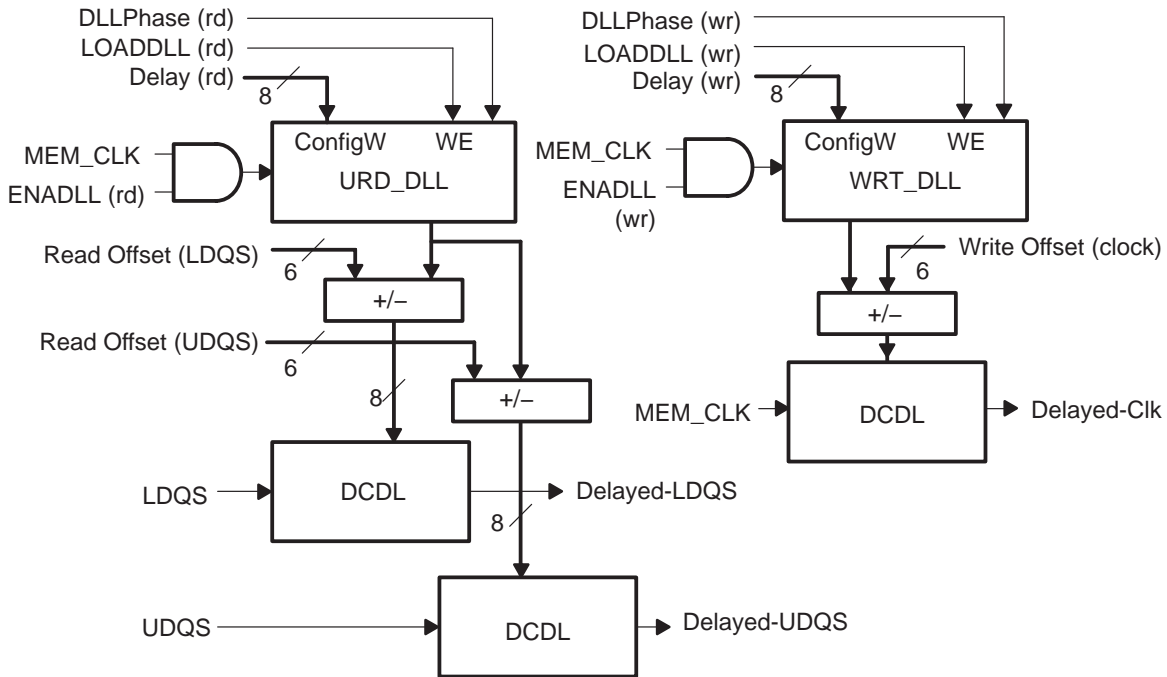 DLLPhase (rd)
LOADDLL (rd)
Delay (rd)
8
ConfigW WE
URD_DLL
MEM_CLK
ENADLL (rd)
Read Offset (LDQS)
6
+/–
Read Offset (UDQS)
6
8
+/–
LDQS
DCDL
Delayed-LDQS
8
UDQS
DCDL
Delayed-UDQS
DLLPhase (wr)
LOADDLL (wr)
Delay (wr)
8
ConfigW WE
WRT_DLL
MEM_CLK
ENADLL
(wr)
Write Offset (clock)
6
+/–
MEM_CLK
DCDL
Delayed-Clk